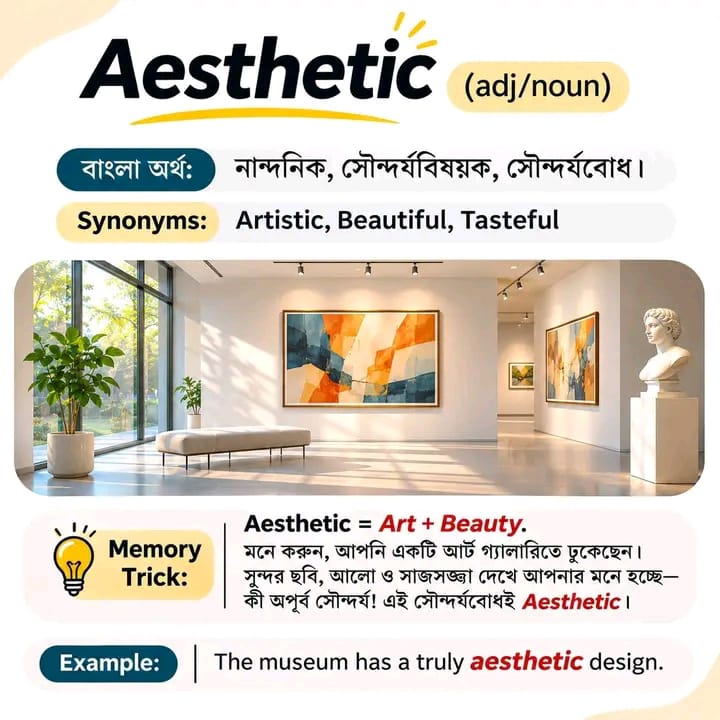 Aesthetic (adj/noun)
বাংলা অর্থ: নান্দনিক, সৌন্দর্যবিষয়ক, সৌন্দর্যবোধ।
Synonyms: Artistic, Beautiful, Tasteful
Memory Trick:
Aesthetic = Art + Beauty.
মনে করুন, আপনি একটি আর্ট গ্যালারিতে ঢুকেছেন।
সুন্দর ছবি, আলো ও সাজসজ্জা দেখে আপনার মনে হচ্ছে—
কী অপূর্ব সৌন্দর্য! এই সৌন্দর্যবোধই Aesthetic।
Example: The museum has a truly aesthetic design.